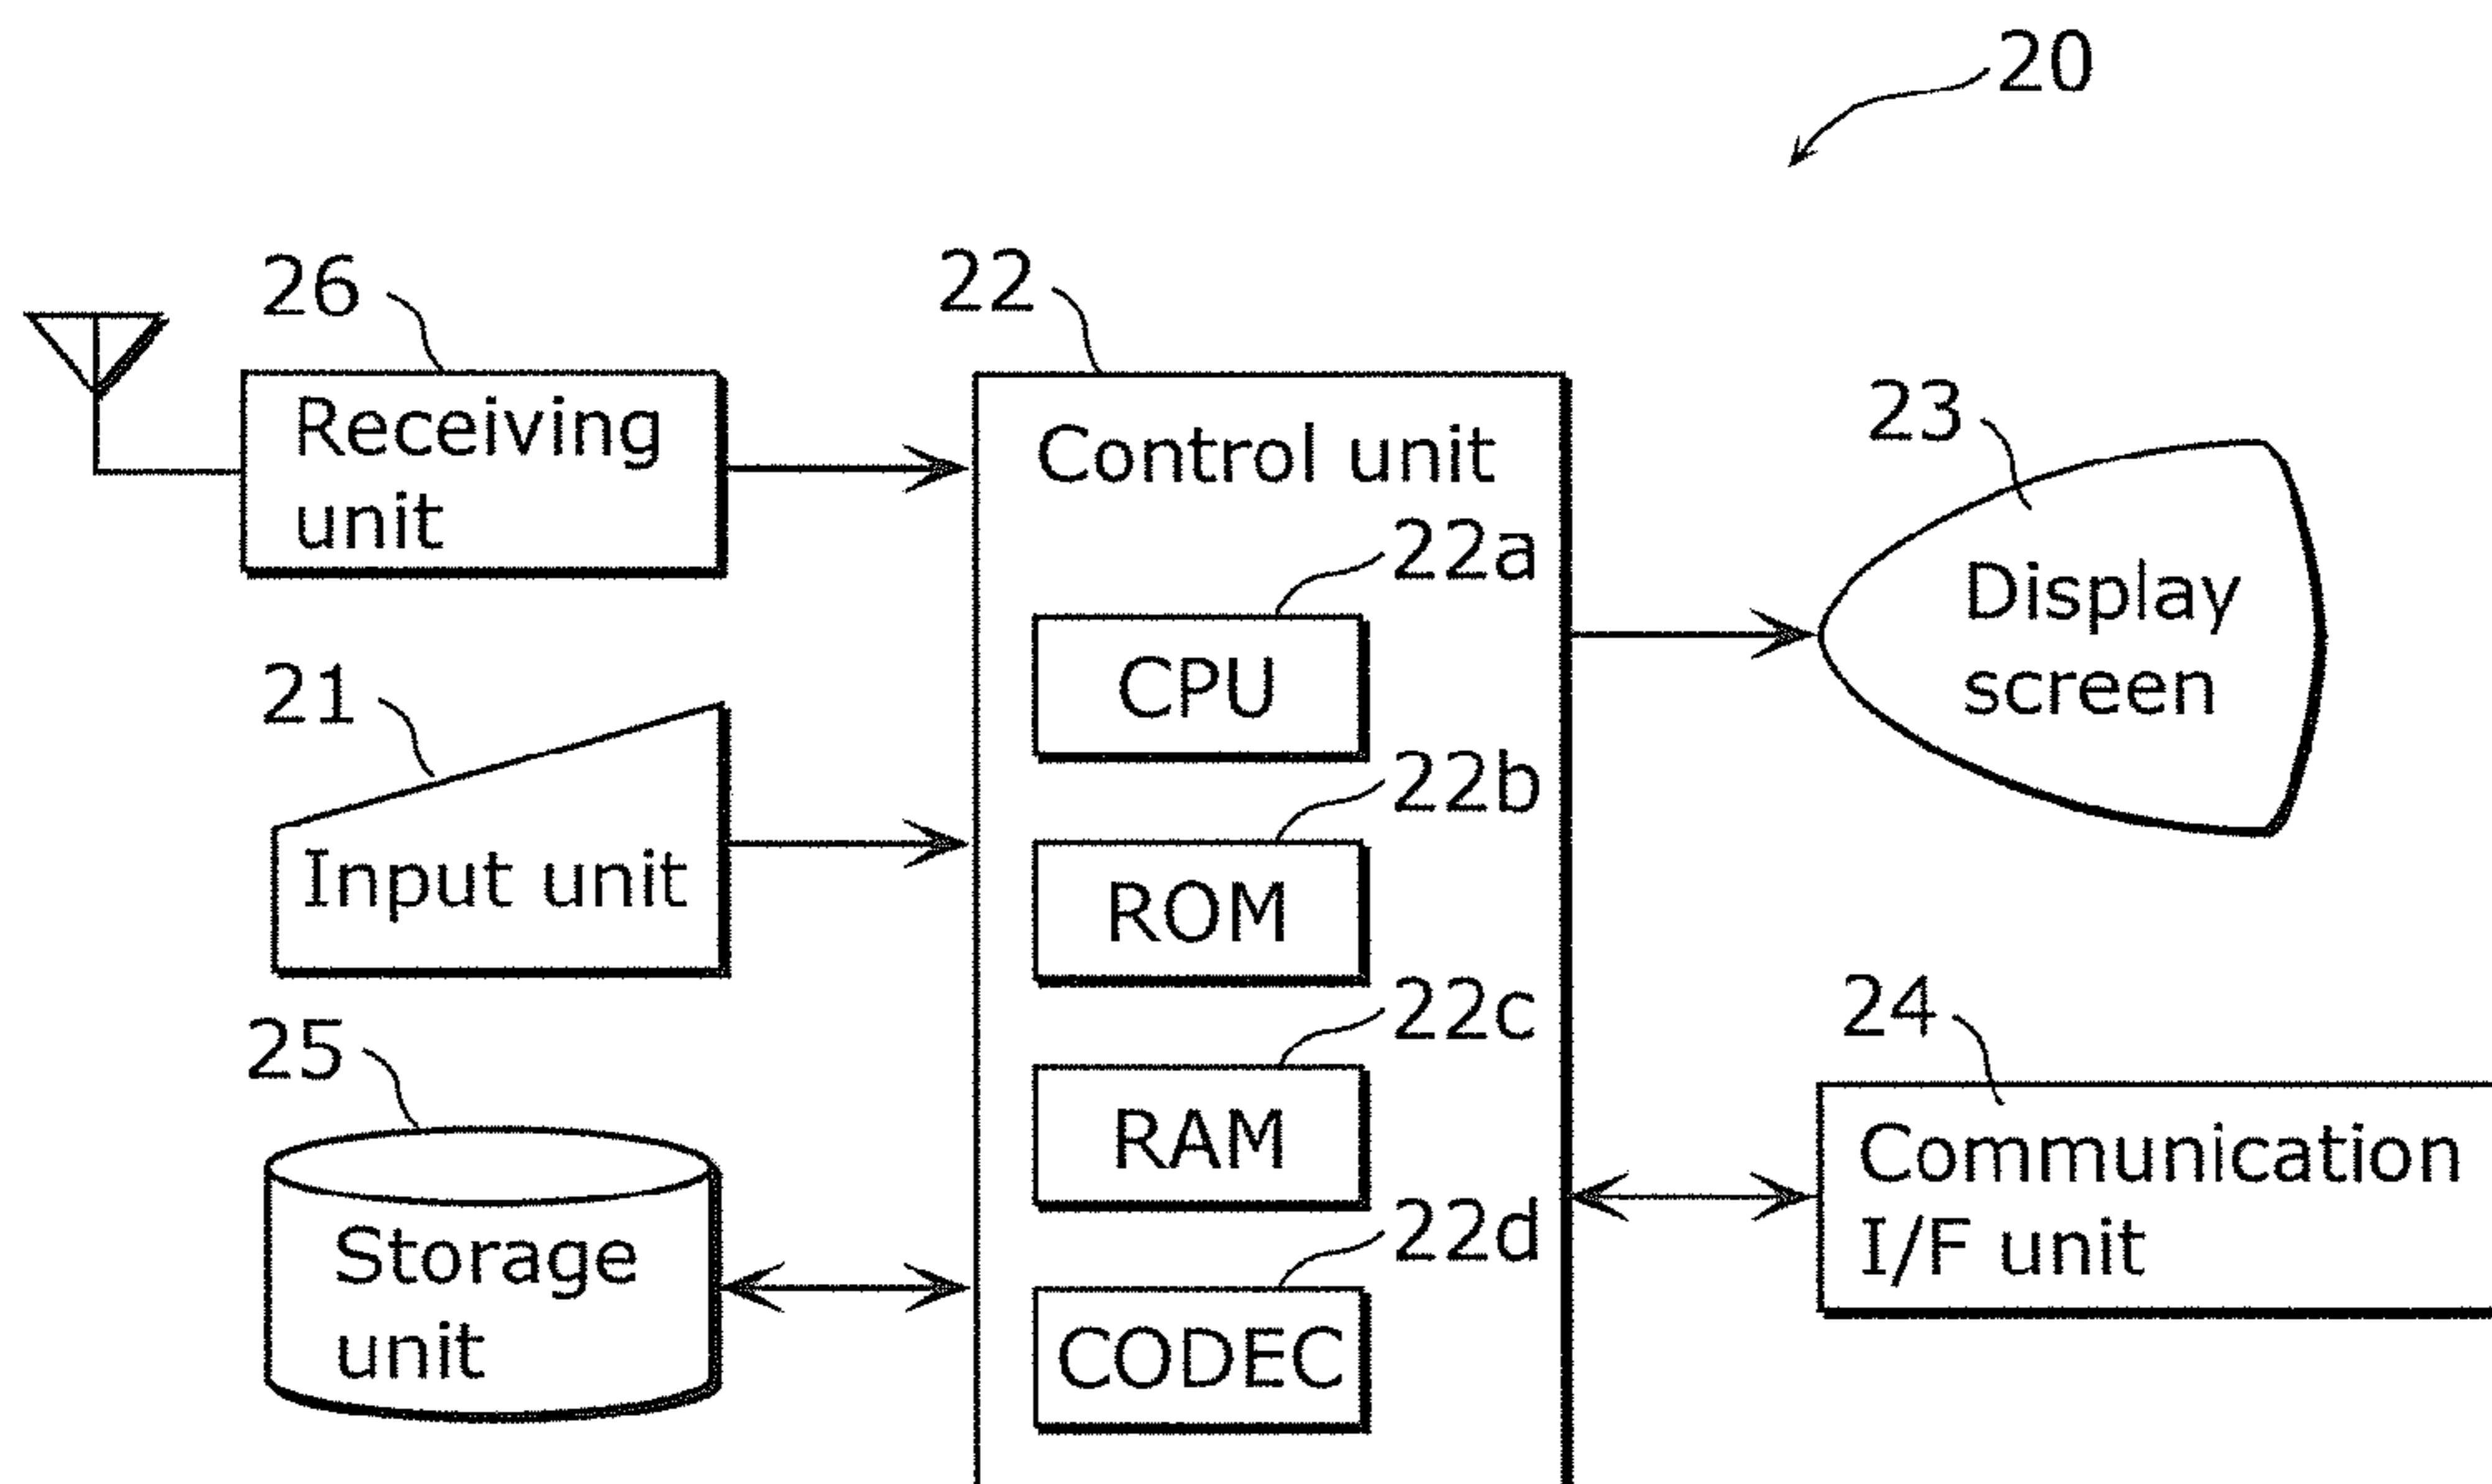 20
26
Receiving
unit
22
Control unit
22a
CPU
22b
ROM
22c
RAM
22d
CODEC
23
Display
screen
21
Input unit
25
Storage
unit
24
Communication
I/F unit